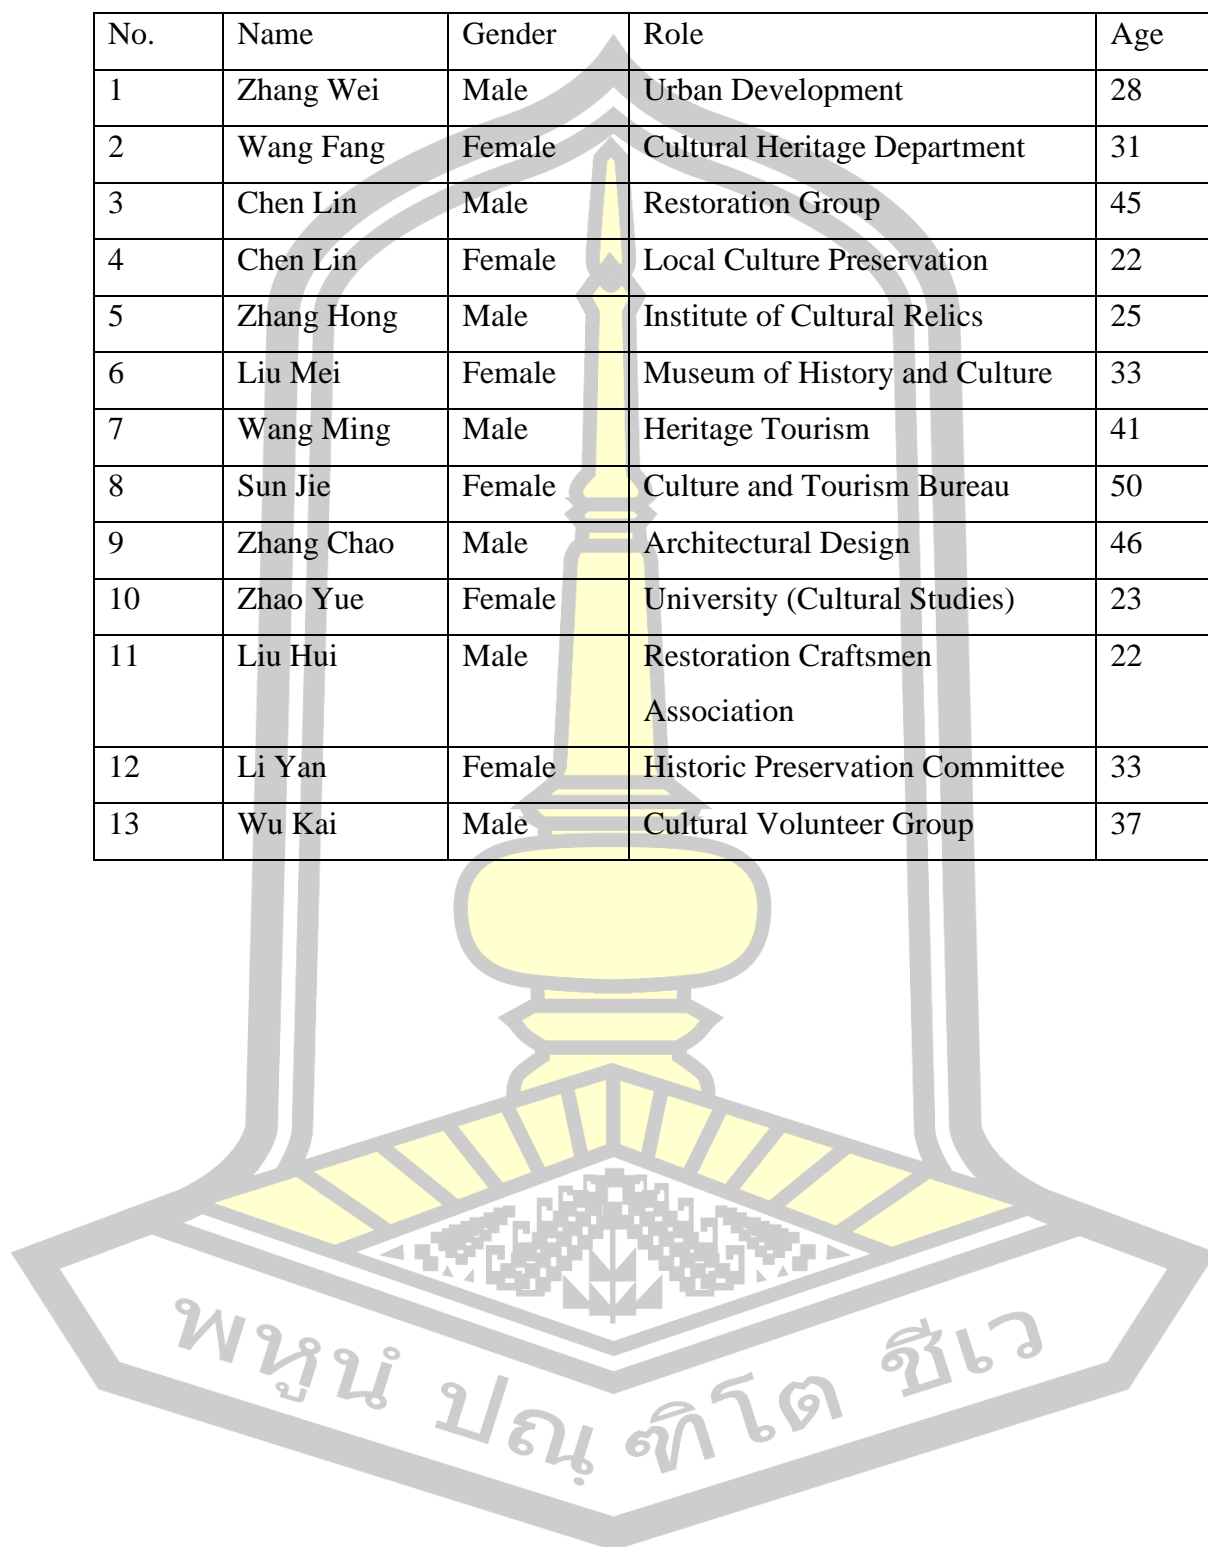 No. Name Gender Role Age
1 Zhang Wei Male Urban Development 28
2 Wang Fang Female Cultural Heritage Department 31
3 Chen Lin Male Restoration Group 45
4 Chen Lin Female Local Culture Preservation 22
5 Zhang Hong Male Institute of Cultural Relics 25
6 Liu Mei Female Museum of History and Culture 33
7 Wang Ming Male Heritage Tourism 41
8 Sun Jie Female Culture and Tourism Bureau 50
9 Zhang Chao Male Architectural Design 46
10 Zhao Yue Female University (Cultural Studies) 23
11 Liu Hui Male Restoration Craftsmen 22
Association
12 Li Yan Female Historic Preservation Committee 33
13 Wu Kai Male Cultural Volunteer Group 37
พหูนํ ปณฺฑิโต ชีเว